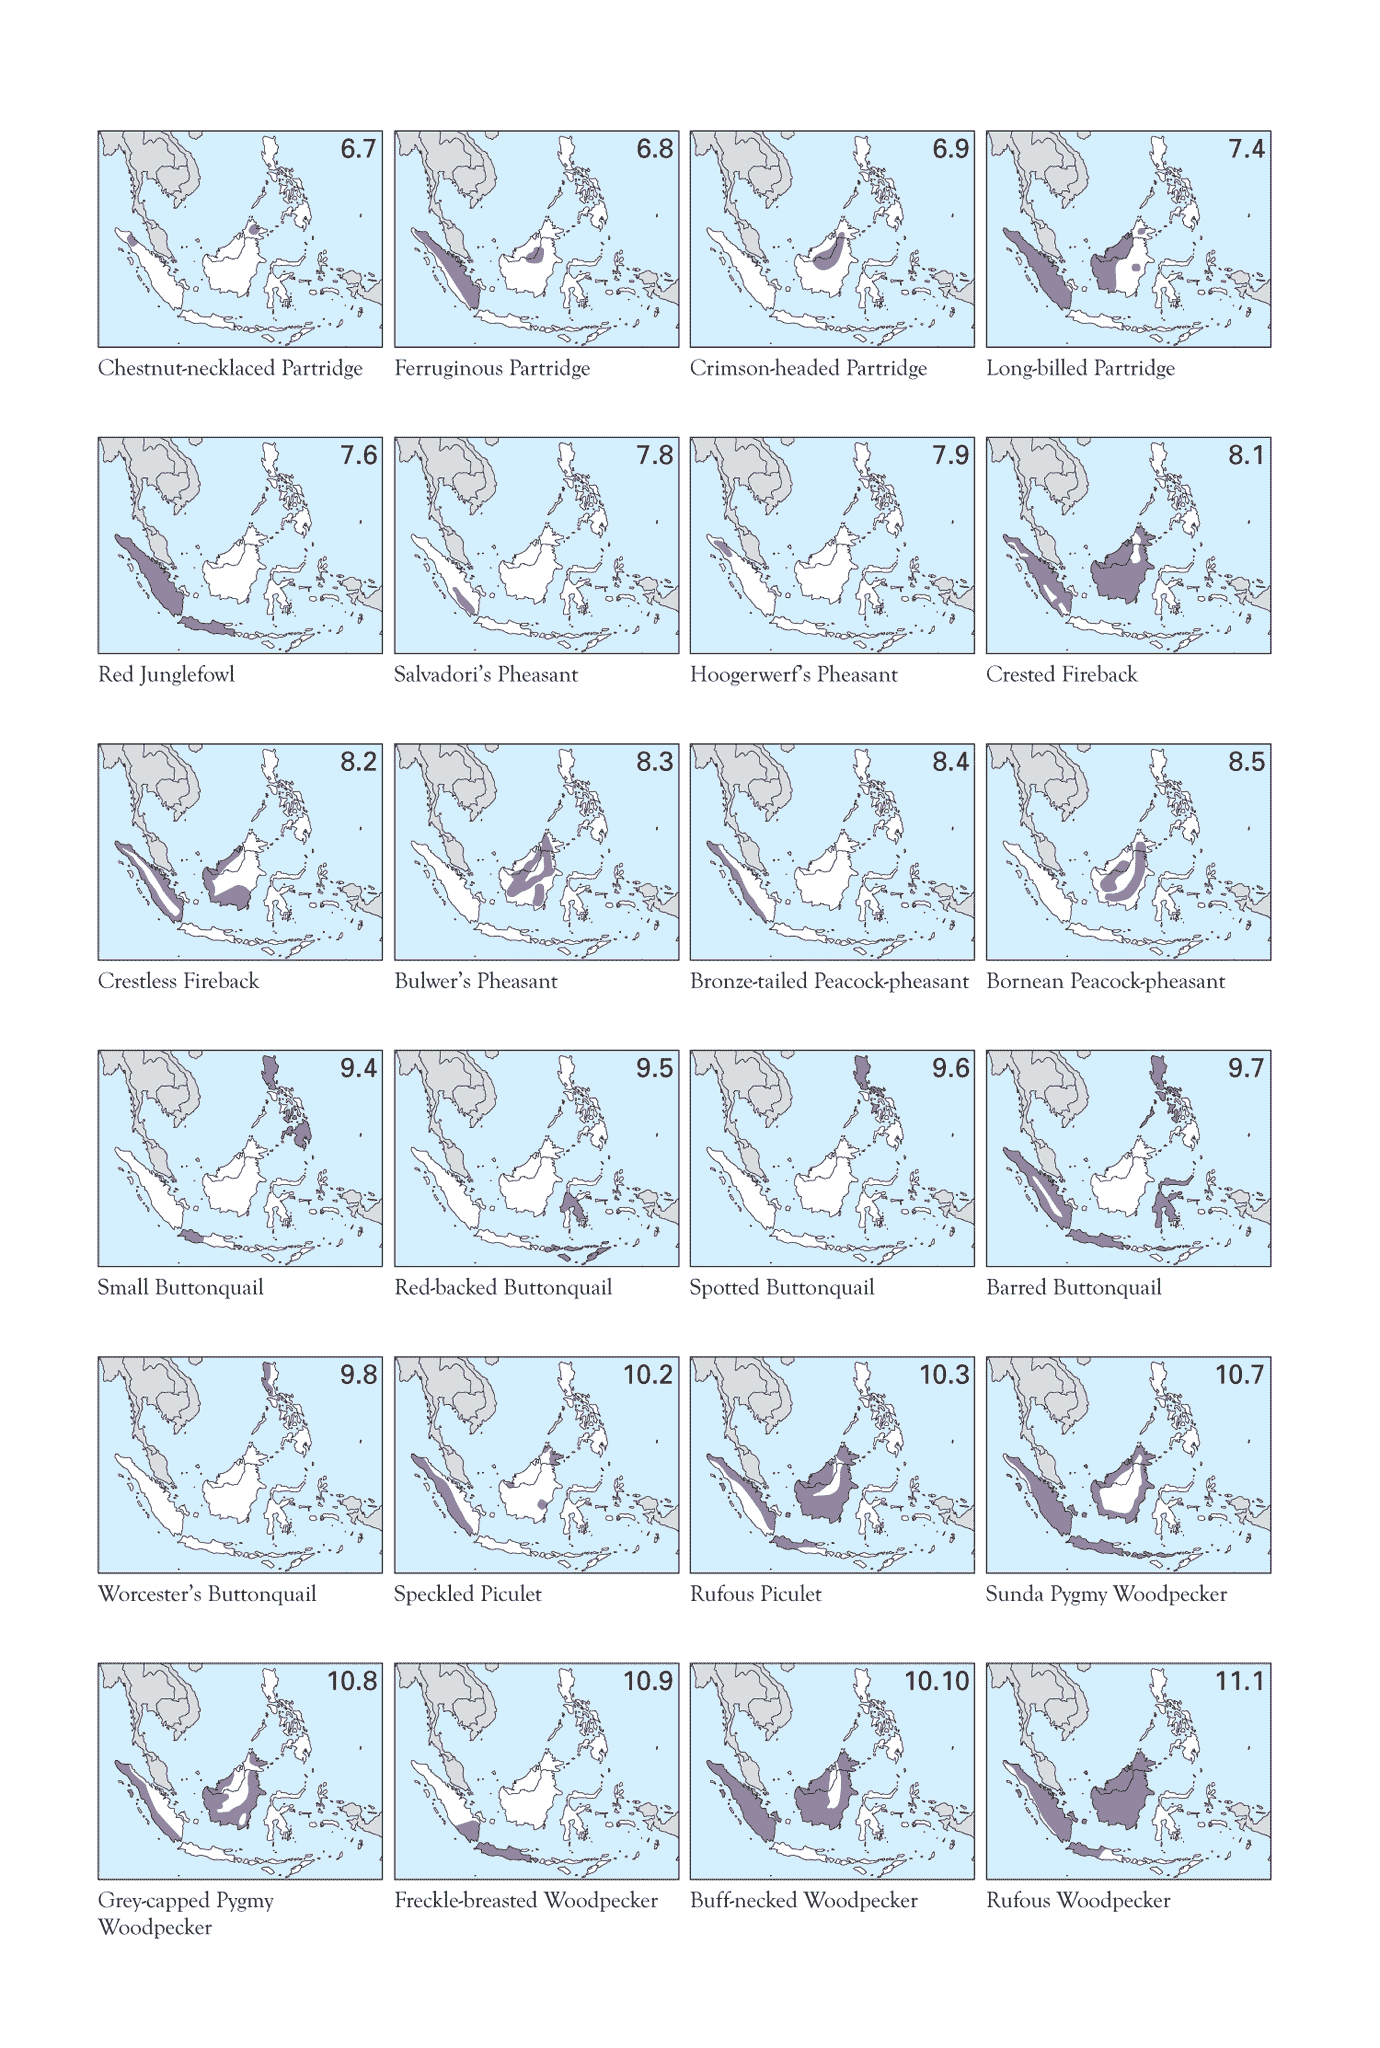 6.7
6.8
6.9
7.4
Chestnut-necklaced Partridge
Ferruginous Partridge
Crimson-headed Partridge
Long-billed Partridge
7.6
7.8
7.9
8.1
Red Junglefowl
Salvadori's Pheasant
Hoogerwerf's Pheasant
Crested Fireback
8.2
8.3
8.4
8.5
Crestless Fireback
Bulwer's Pheasant
Bronze-tailed Peacock-pheasant
Bornean Peacock-pheasant
9.4
9.5
9.6
9.7
Small Buttonquail
Red-backed Buttonquail
Spotted Buttonquail
Barred Buttonquail
9.8
10.2
10.3
10.7
Worcester's Buttonquail
Speckled Piculet
Rufous Piculet
Sunda Pygmy Woodpecker
10.8
10.9
10.10
11.1
Grey-capped Pygmy
Woodpecker
Freckle-breasted Woodpecker
Buff-necked Woodpecker
Rufous Woodpecker